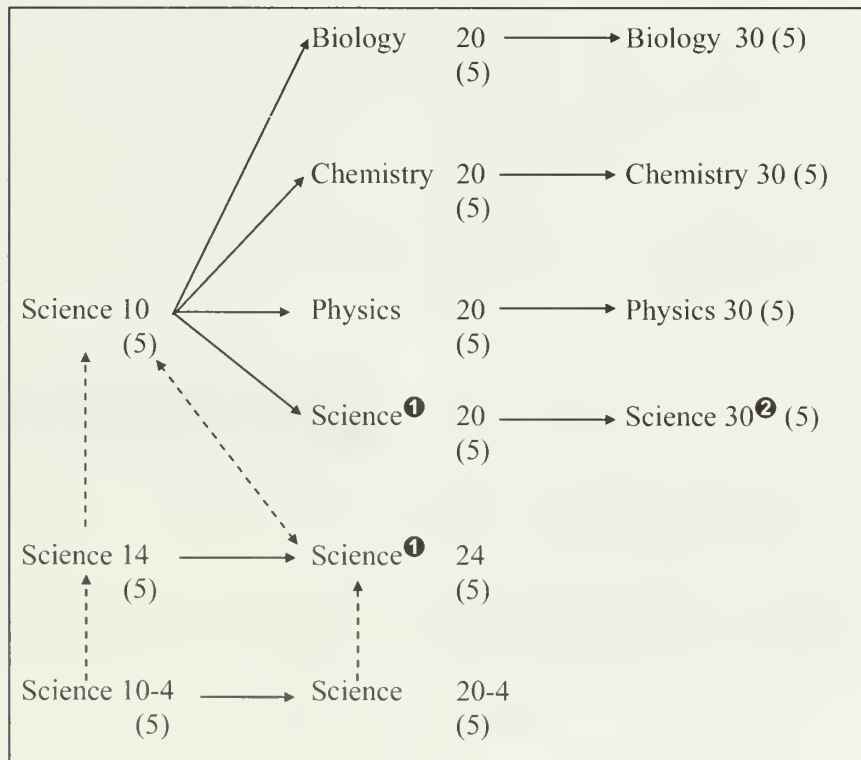 Biology 20 Biology 30 (5)
(5)
Chemistry 20 Chemistry 30 (5)
(5)
Science 10 Physics 20 Physics 30 (5)
(5) (5)
Science❶ 20 Science 30❷ (5)
(5)
Science 14 Science❶ 24
(5) (5)
Science 10-4 Science 20-4
(5) (5)